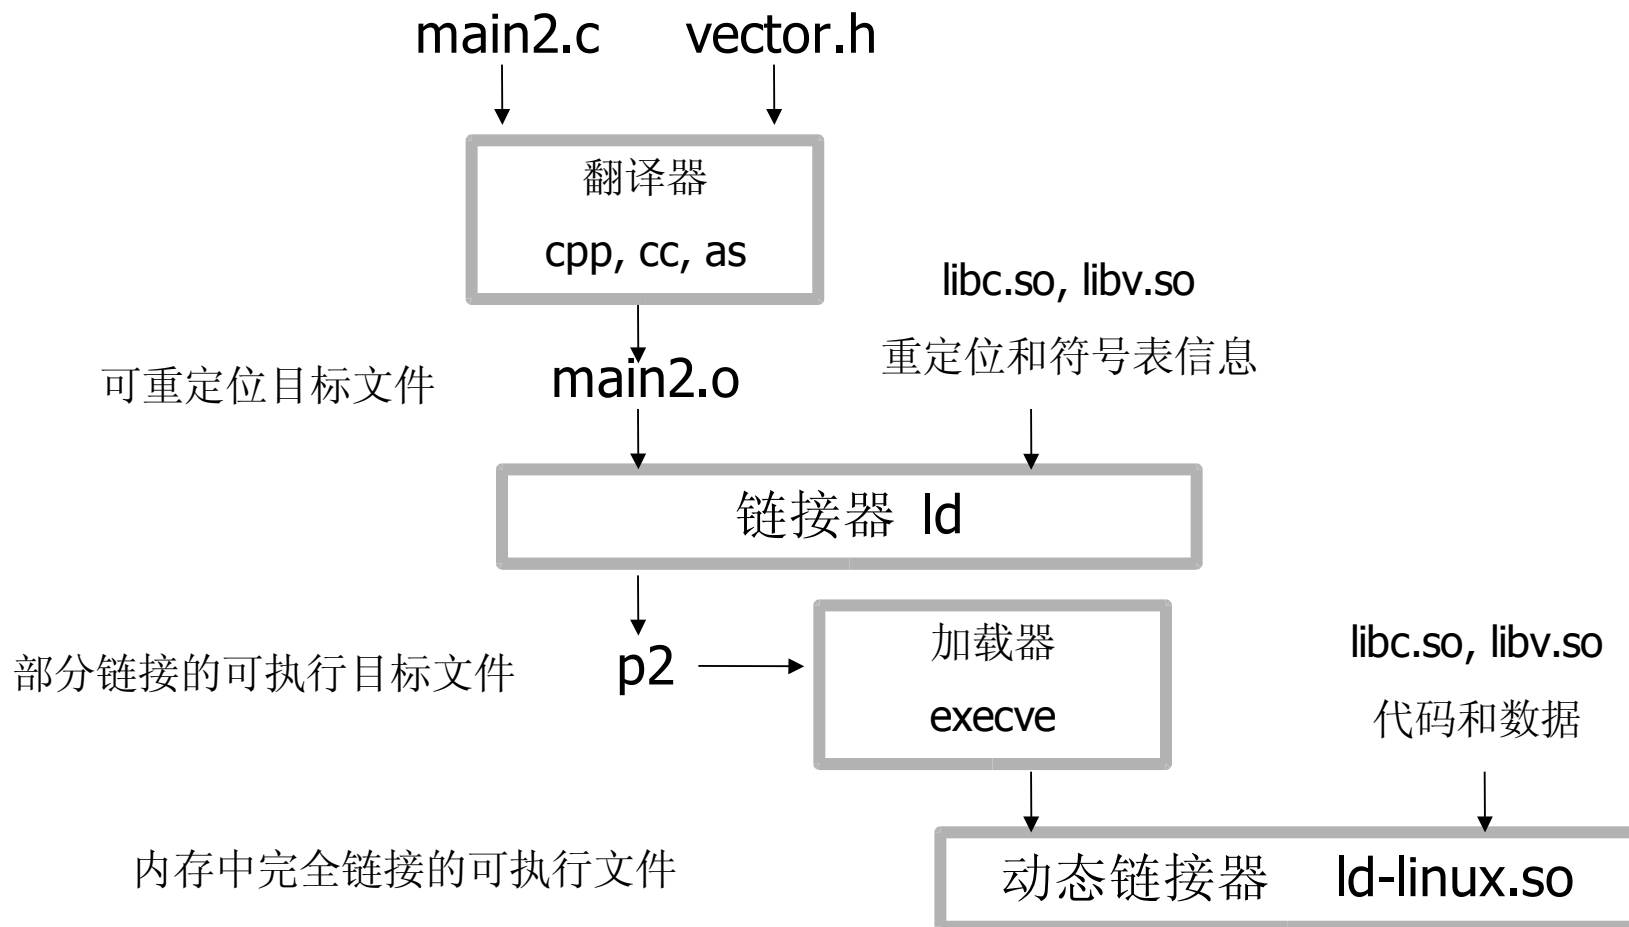 main2.c
vector.h
翻译器
cpp, cc, as
libc.so, libv.so
重定位和符号表信息
可重定位目标文件
main2.o
链接器 ld
部分链接的可执行目标文件
p2
加载器
execve
libc.so, libv.so
代码和数据
内存中完全链接的可执行文件
动态链接器 ld-linux.so